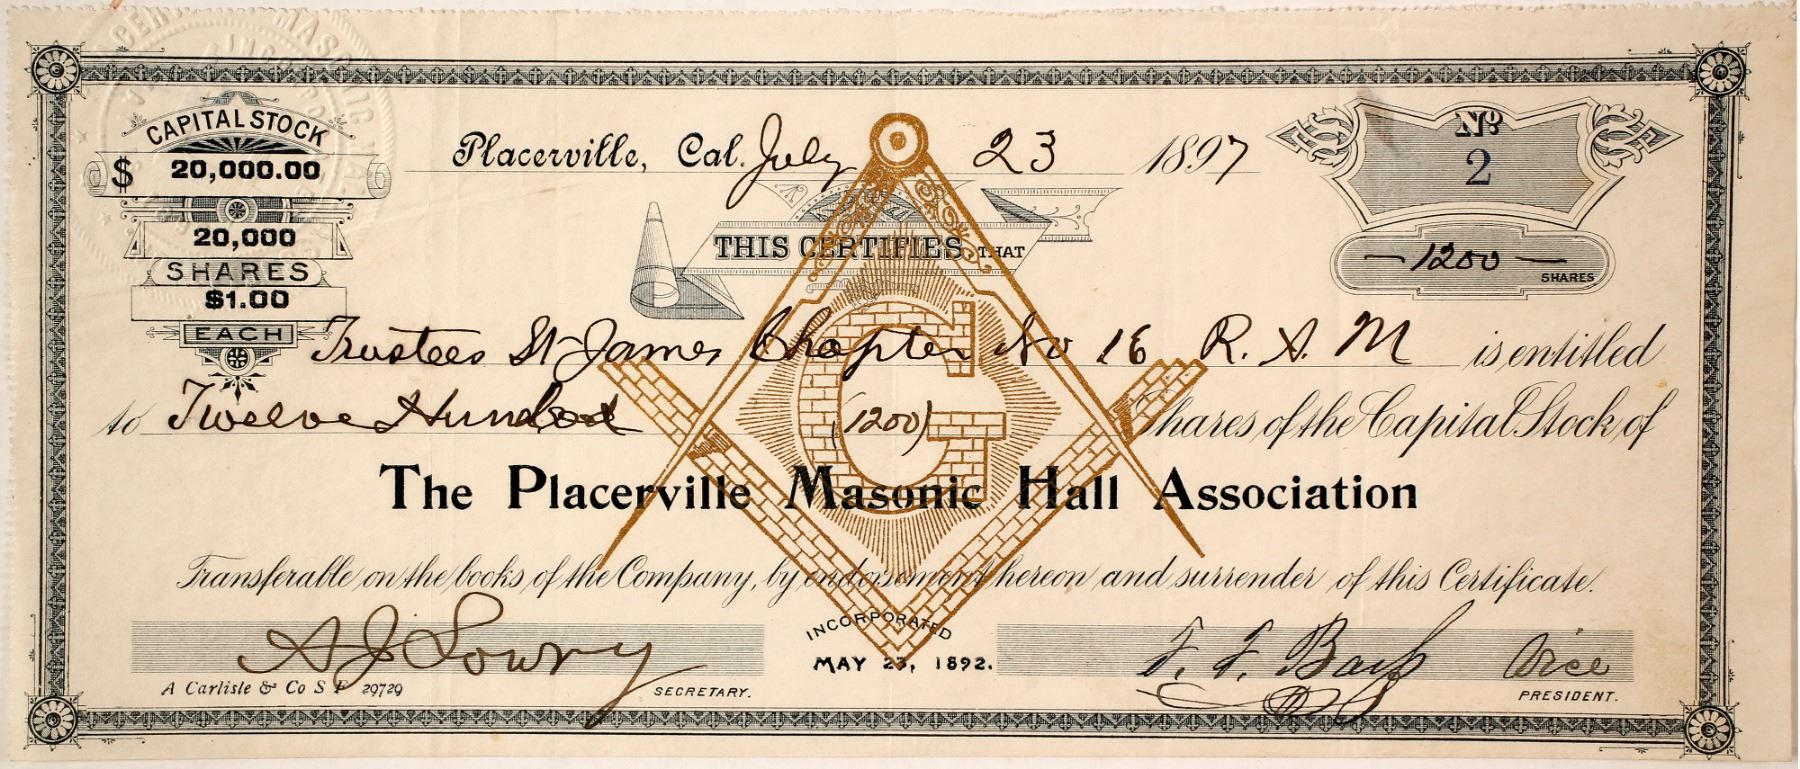 CAPITAL STOCK
$ 20,000.00
20,000
SHARES
$1.00
EACH
Placerville, Cal. July 23 1897
No 2
1200 SHARES
THIS CERTIFIES THAT
Trustees St James Chapter No 16 R. A. M is entitled
to Twelve Hundred (1200) Shares of the Capital Stock of
The Placerville Masonic Hall Association
Transferable on the books of the Company, by endorsement hereon and surrender of this Certificate.
A J Lowry
SECRETARY.
A Carlisle & Co S F 29729
INCORPORATED
MAY 23, 1892.
F. F. Vice
PRESIDENT.
G